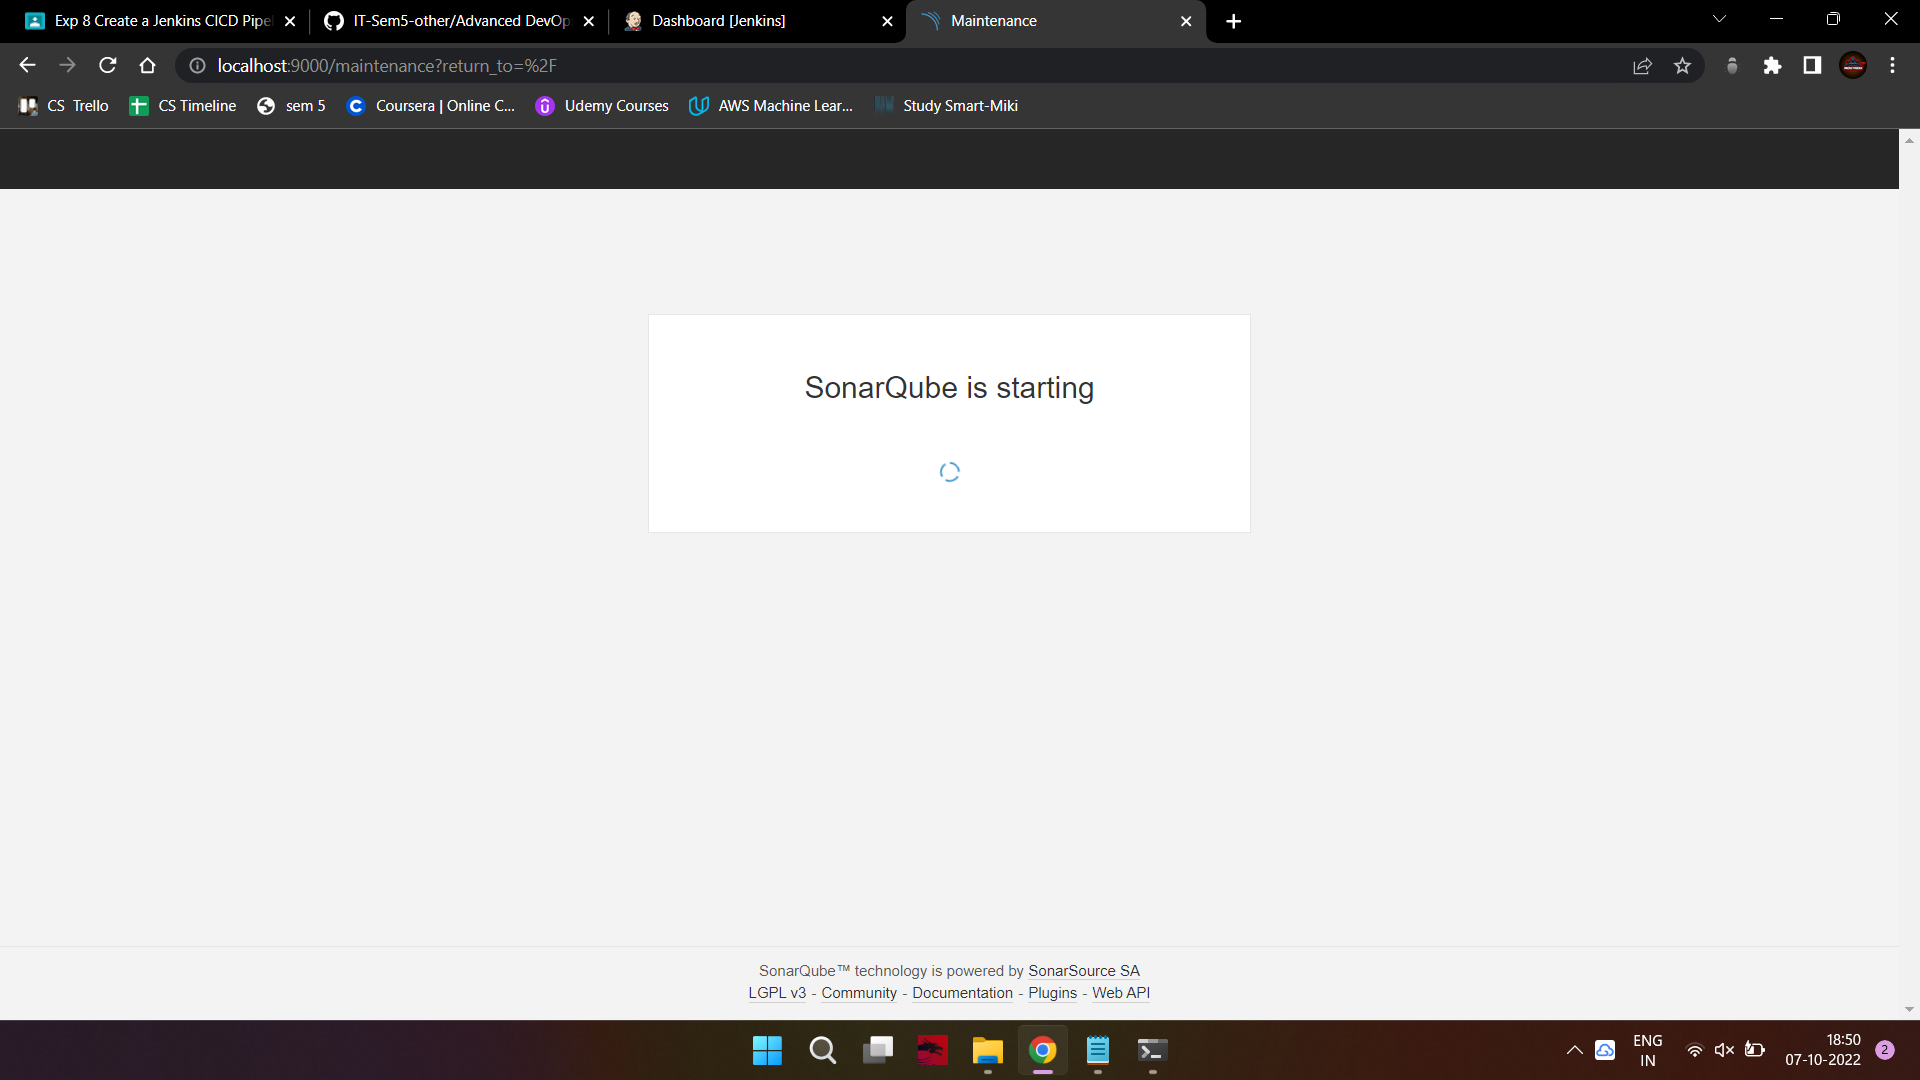 Exp 8 Create a Jenkins CICD Pipel
IT-Sem5-other/Advanced DevOp
Dashboard [Jenkins]
Maintenance
localhost:9000/maintenance?return_to=%2F
CS Trello
CS Timeline
sem 5
Coursera | Online C...
Udemy Courses
AWS Machine Lear...
Study Smart-Miki
SonarQube is starting
SonarQube™ technology is powered by SonarSource SA
LGPL v3 - Community - Documentation - Plugins - Web API
ENG
IN
18:50
07-10-2022
2